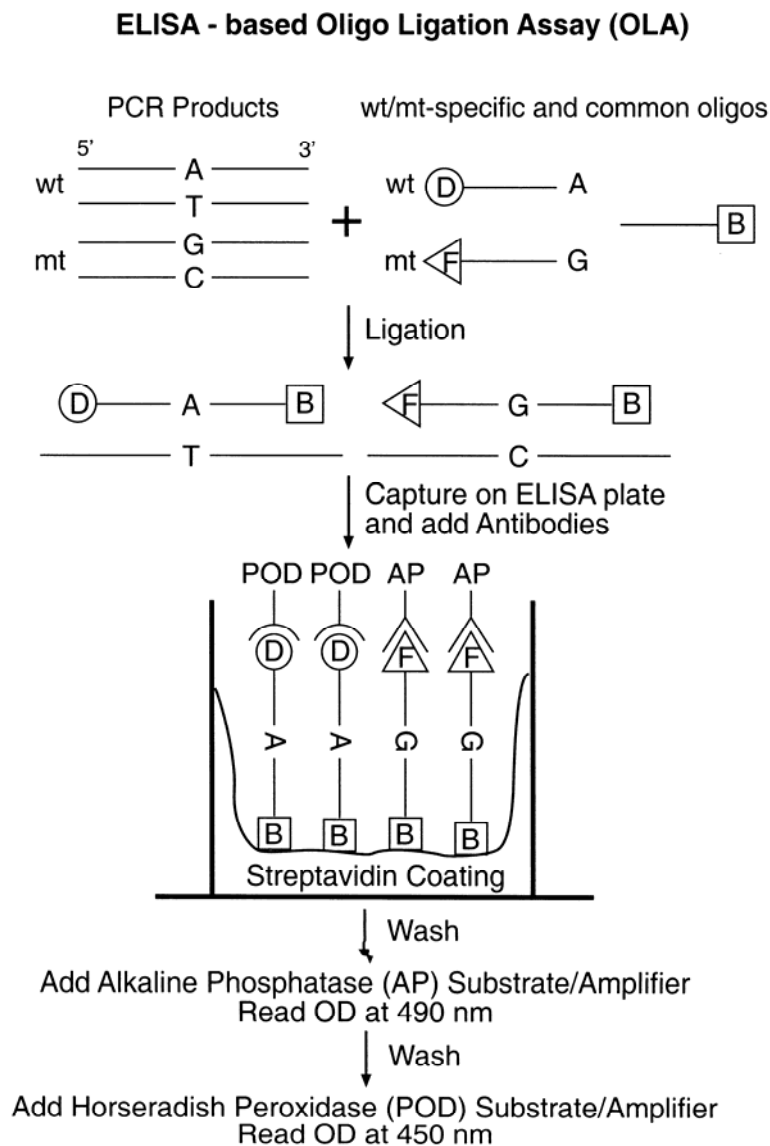 ELISA - based Oligo Ligation Assay (OLA)
PCR Products
wt/mt-specific and common oligos
5' 3'
wt
A
T
mt
G
C
+
wt D A
mt F G
B
Ligation
D A B F G B
T C
Capture on ELISA plate
and add Antibodies
POD POD AP AP
D D F F
A A G G
B B B B
Streptavidin Coating
Wash
Add Alkaline Phosphatase (AP) Substrate/Amplifier
Read OD at 490 nm
Wash
Add Horseradish Peroxidase (POD) Substrate/Amplifier
Read OD at 450 nm